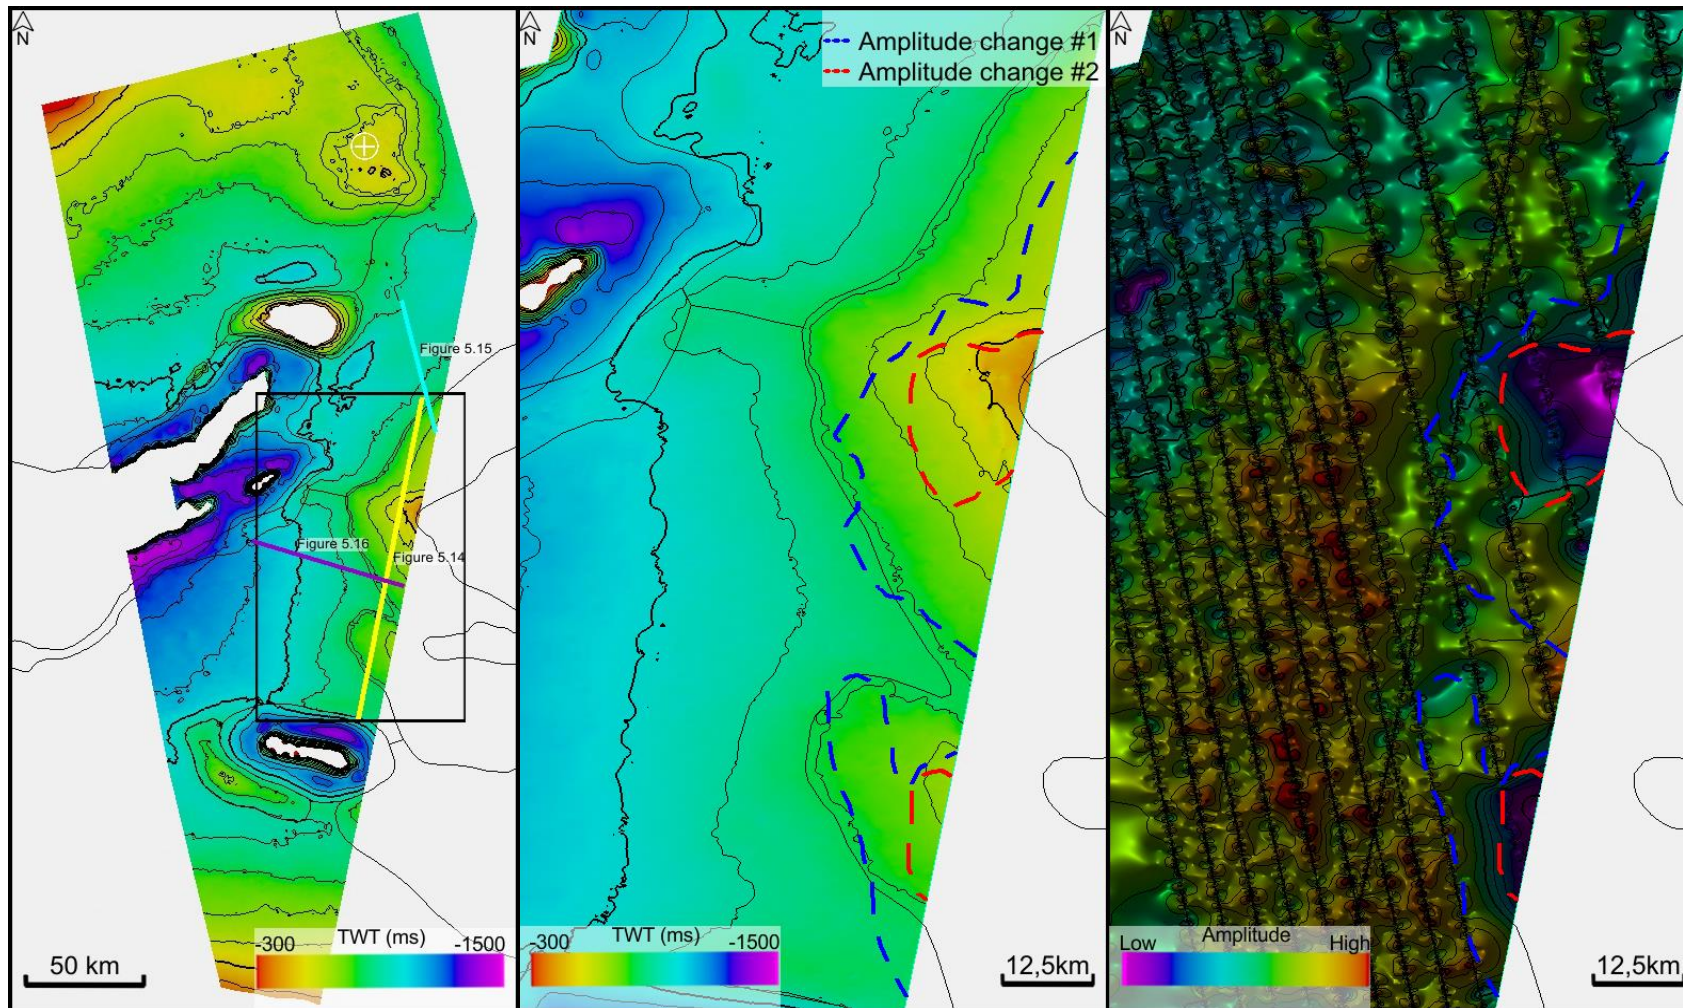 N
Figure 5.15
Figure 5.16
Figure 5.14
-300 TWT (ms) -1500
50 km
N
Amplitude change #1
Amplitude change #2
-300 TWT (ms) -1500
12,5km
N
Low Amplitude High
12,5km